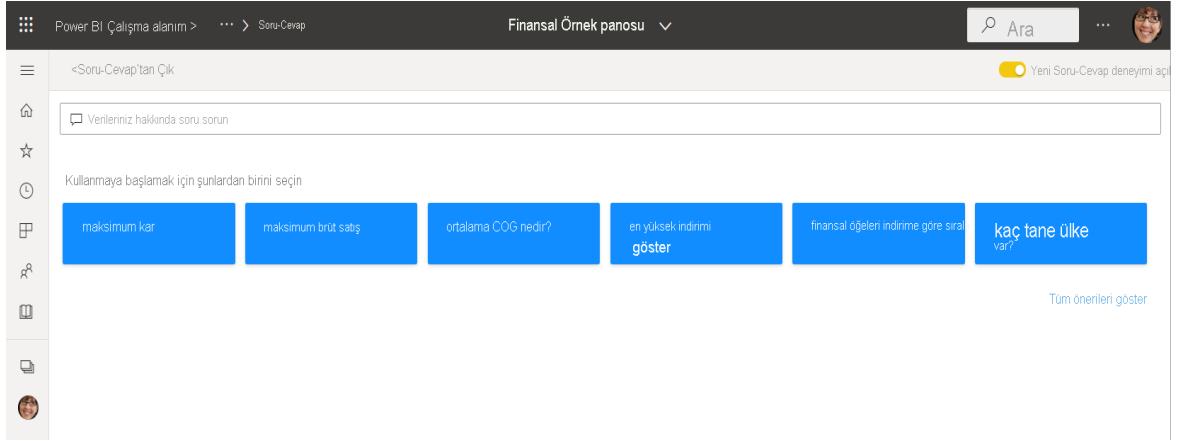 Power BI Çalışma alanım > ··· > Soru-Cevap
Finansal Örnek panosu
Ara ···
<Soru-Cevap'tan Çık
Yeni Soru-Cevap deneyimi açıl
Verileriniz hakkında soru sorun
Kullanmaya başlamak için şunlardan birini seçin
maksimum kar
maksimum brüt satış
ortalama COG nedir?
en yüksek indirimi
göster
finansal öğeleri indirime göre sıral
kaç tane ülke
var?
Tüm önerileri göster